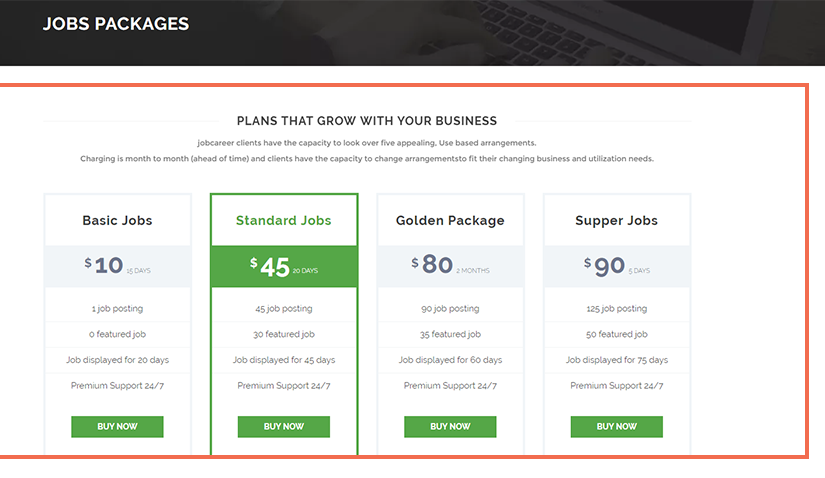 JOBS PACKAGES
PLANS THAT GROW WITH YOUR BUSINESS
jobcareer clients have the capacity to look over five appealing, Use based arrangements.
Charging is month to month (ahead of time) and clients have the capacity to change arrangementsto fit their changing business and utilization needs.
Basic Jobs
$10 15 DAYS
1 job posting
0 featured job
Job displayed for 20 days
Premium Support 24/7
BUY NOW
Standard Jobs
$45 20 DAYS
45 job posting
30 featured job
Job displayed for 45 days
Premium Support 24/7
BUY NOW
Golden Package
$80 2 MONTHS
90 job posting
35 featured job
Job displayed for 60 days
Premium Support 24/7
BUY NOW
Supper Jobs
$90 5 DAYS
125 job posting
50 featured job
Job displayed for 75 days
Premium Support 24/7
BUY NOW